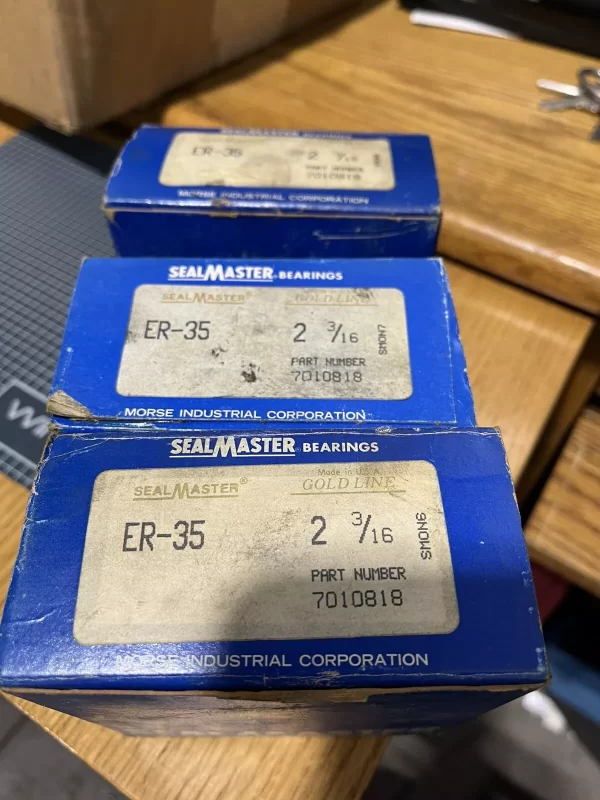 ER-35
2 3/16
PART NUMBER
7010818
MORSE INDUSTRIAL CORPORATION
SEALMASTER BEARINGS
SEALMASTER
GOLD LINE
ER-35
2 3/16
SMON7
PART NUMBER
7010818
MORSE INDUSTRIAL CORPORATION
SEALMASTER BEARINGS
Made in U.S.A.
SEALMASTER®
GOLD LINE
ER-35
2 3/16
SMON6
PART NUMBER
7010818
MORSE INDUSTRIAL CORPORATION